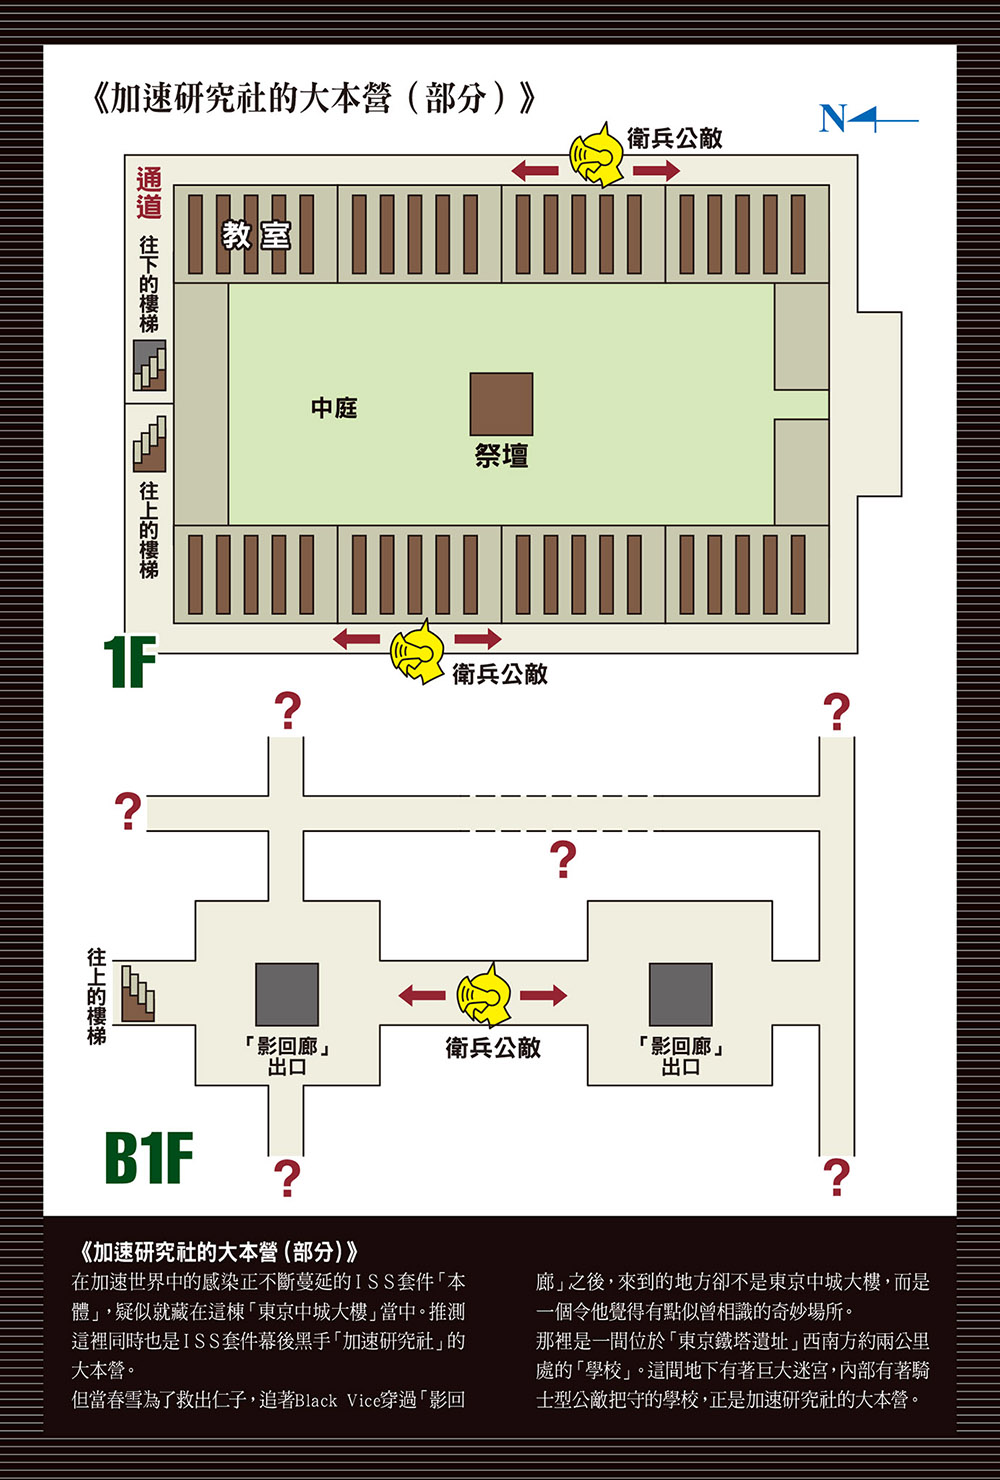 《加速研究社的大本營（部分）》
N
衛兵公敵
通道
往下的樓梯
教室
中庭
祭壇
往上的樓梯
衛兵公敵
1F
?
?
?
?
往上的樓梯
「影回廊」
出口
衛兵公敵
「影回廊」
出口
B1F
?
?
《加速研究社的大本營（部分）》
在加速世界中的感染正不斷蔓延的ISS套件「本
體」，疑似就藏在這棟「東京中城大樓」當中。推測
這裡同時也是ISS套件幕後黑手「加速研究社」的
大本營。
但當春雪為了救出仁子，追著Black Vice穿過「影回
廊」之後，來到的地方卻不是東京中城大樓，而是
一個令他覺得有點似曾相識的奇妙場所。
那裡是一間位於「東京鐵塔遺址」西南方約兩公里
處的「學校」。這間地下有著巨大迷宮，內部有著騎
士型公敵把守的學校，正是加速研究社的大本營。